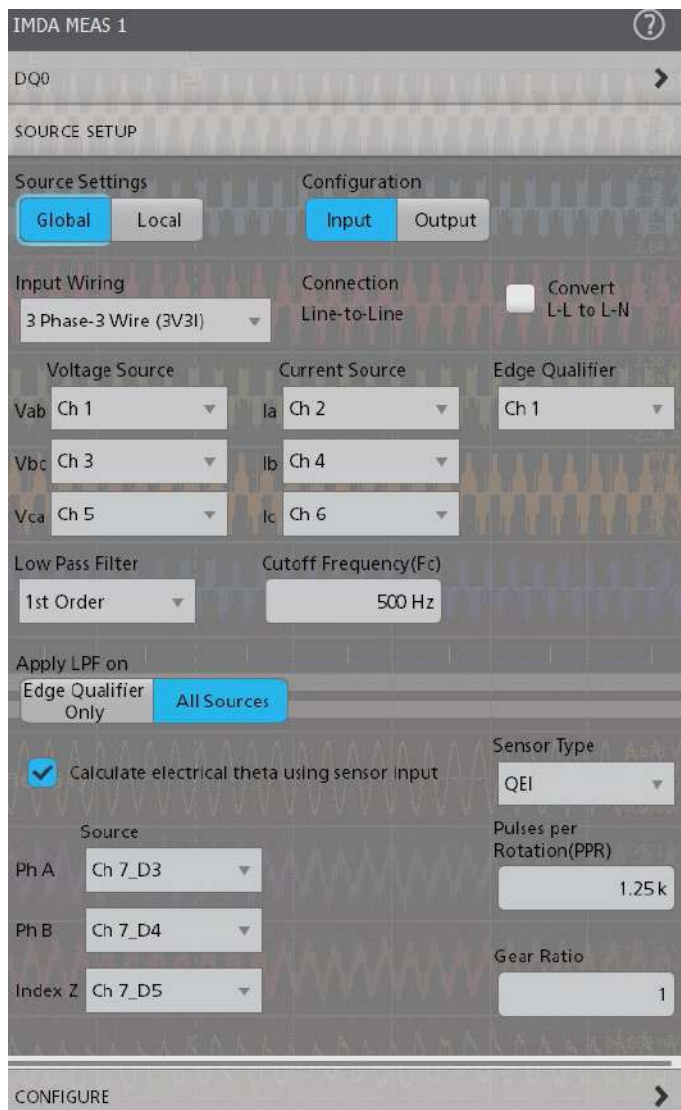 IMDA MEAS 1
?
DQ0
SOURCE SETUP
Source Settings
Configuration
Global Local
Input Output
Input Wiring
Connection
Convert
L-L to L-N
3 Phase-3 Wire (3V3I)
Line-to-Line
Voltage Source
Current Source
Edge Qualifier
Vab Ch 1
Ia Ch 2
Ch 1
Vbc Ch 3
Ib Ch 4
Vca Ch 5
Ic Ch 6
Low Pass Filter
Cutoff Frequency(Fc)
1st Order
500 Hz
Apply LPF on
Edge Qualifier
Only
All Sources
Calculate electrical theta using sensor input
Sensor Type
QEI
Source
Pulses per
Rotation(PPR)
Ph A Ch 7_D3
1.25 k
Ph B Ch 7_D4
Gear Ratio
Index Z Ch 7_D5
1
CONFIGURE